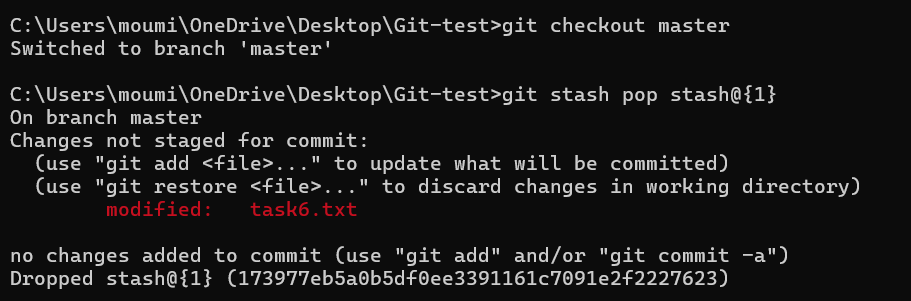 C:\Users\moumi\OneDrive\Desktop\Git-test>git checkout master
Switched to branch 'master'
C:\Users\moumi\OneDrive\Desktop\Git-test>git stash pop stash@{1}
On branch master
Changes not staged for commit:
  (use "git add <file>..." to update what will be committed)
  (use "git restore <file>..." to discard changes in working directory)
        modified:   task6.txt
no changes added to commit (use "git add" and/or "git commit -a")
Dropped stash@{1} (173977eb5a0b5df0ee3391161c7091e2f2227623)